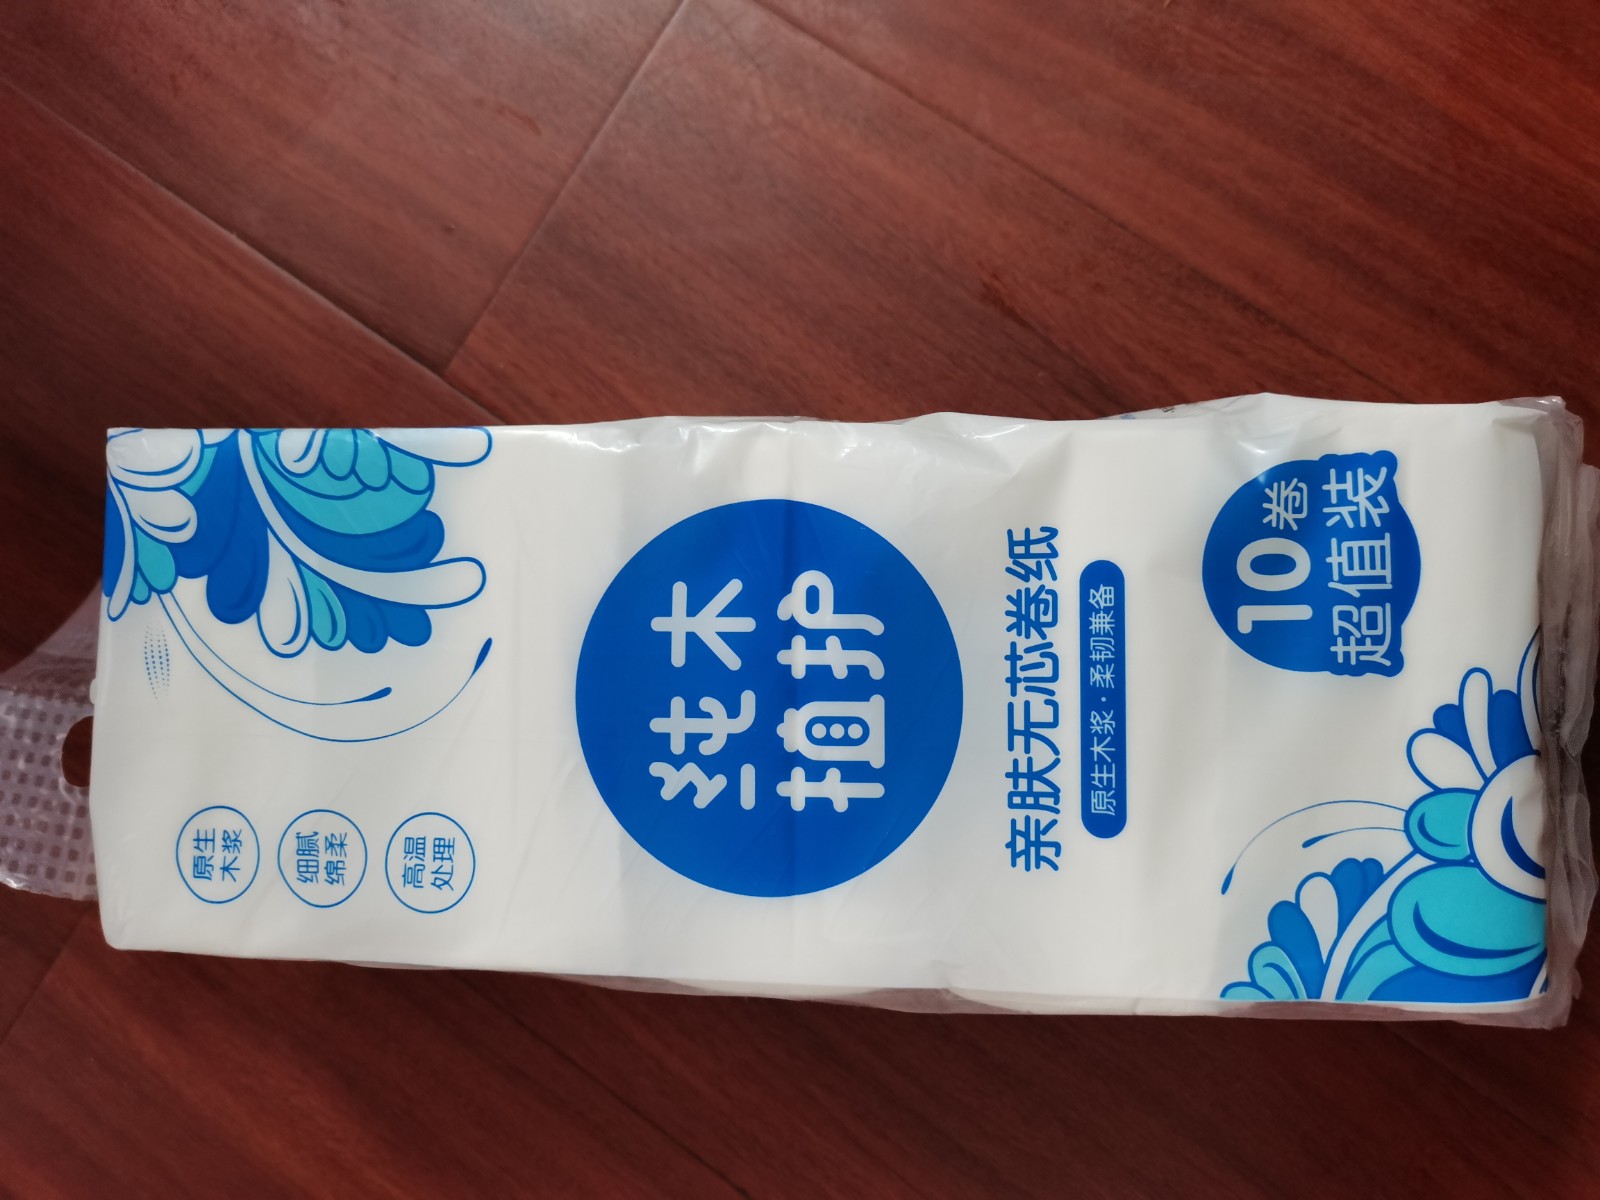 原生
木浆
细腻
绵柔
高温
处理
纯木
植护
亲肤无芯卷纸
原生木浆·柔韧兼备
10卷
超值装